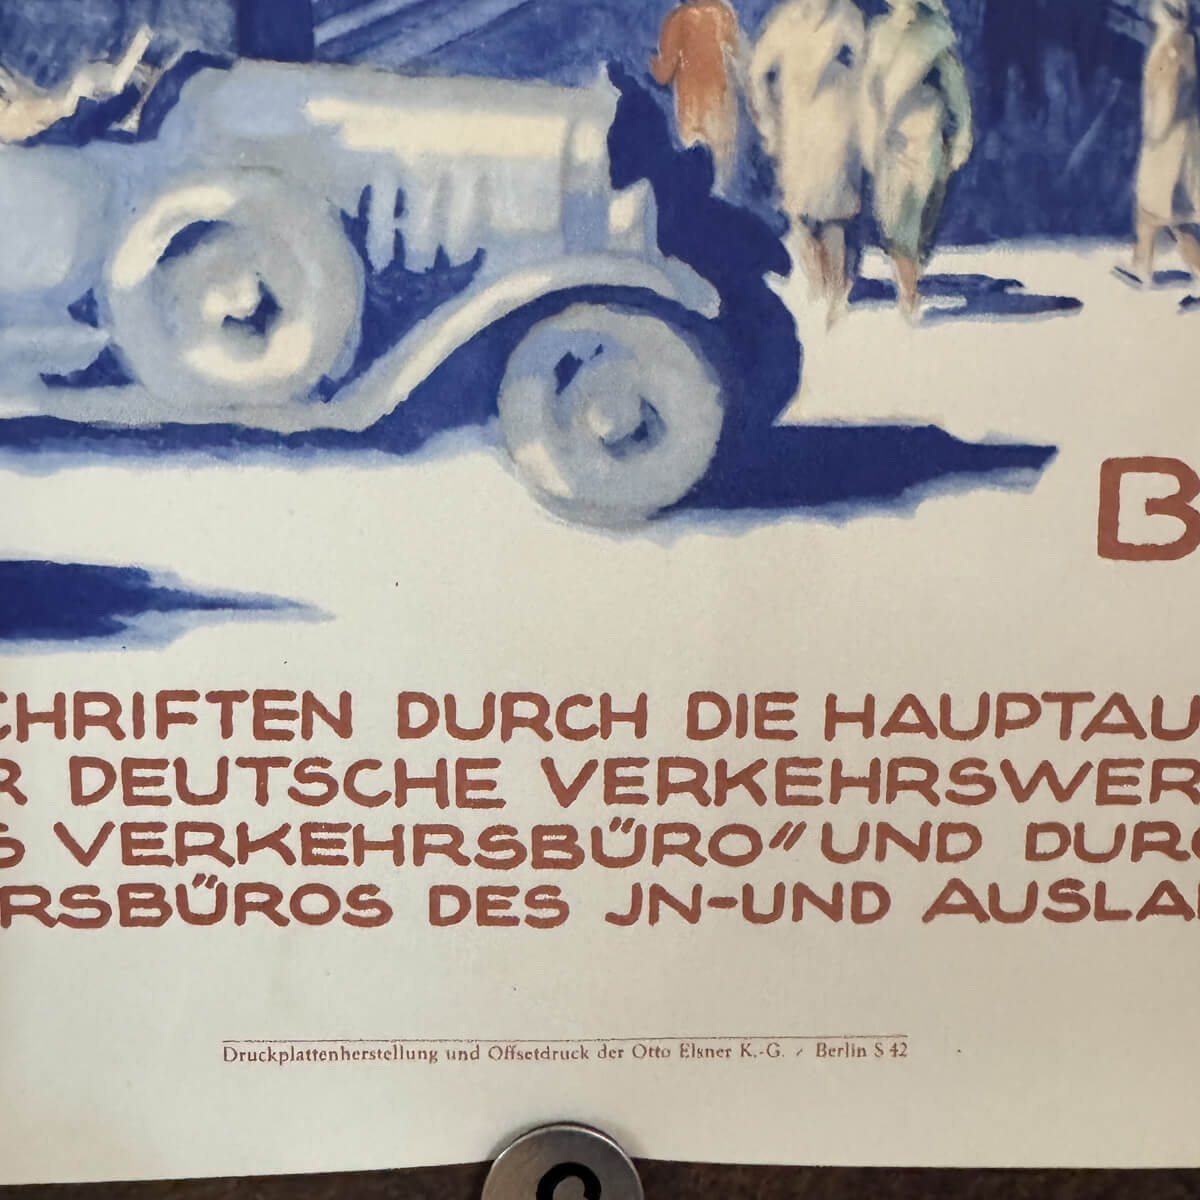 B
CHRIFTEN DURCH DIE HAUPTAU
R DEUTSCHE VERKEHRSWER
S VERKEHRSBÜRO" UND DURC
RSBÜROS DES JN-UND AUSLA
Druckplattenherstellung und Offsetdruck der Otto Elsner K.-G. / Berlin S 42